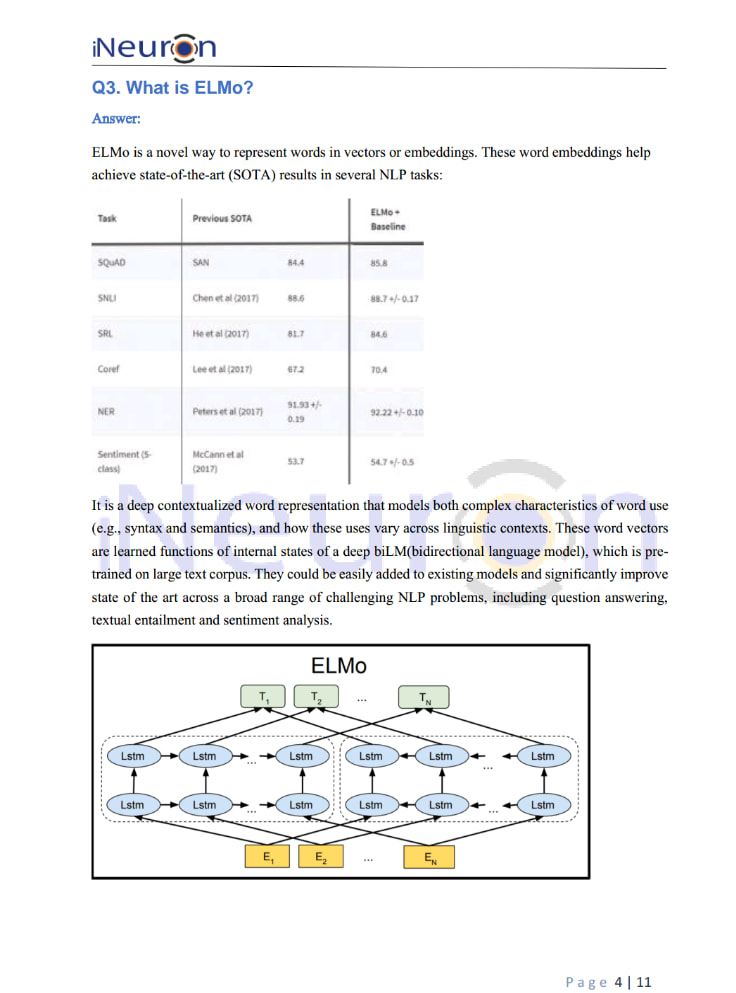 iNeuron
Q3. What is ELMo?
Answer:
ELMo is a novel way to represent words in vectors or embeddings. These word embeddings help
achieve state-of-the-art (SOTA) results in several NLP tasks:
Task Previous SOTA ELMo +
Baseline
SQuAD SAN 84.4 85.8
SNLI Chen et al (2017) 88.6 88.7 +/- 0.17
SRL He et al (2017) 81.7 84.6
Coref Lee et al (2017) 67.2 70.4
NER Peters et al (2017) 91.93 +/-
0.19 92.22 +/- 0.10
Sentiment (5-
class) McCann et al
(2017) 53.7 54.7 +/- 0.5
iNeuron
It is a deep contextualized word representation that models both complex characteristics of word use
(e.g., syntax and semantics), and how these uses vary across linguistic contexts. These word vectors
are learned functions of internal states of a deep biLM(bidirectional language model), which is pre-
trained on large text corpus. They could be easily added to existing models and significantly improve
state of the art across a broad range of challenging NLP problems, including question answering,
textual entailment and sentiment analysis.
ELMo
T1 T2 ... TN
Lstm Lstm ... Lstm Lstm Lstm ... Lstm
Lstm Lstm ... Lstm Lstm Lstm ... Lstm
E1 E2 ... EN
Page 4 | 11